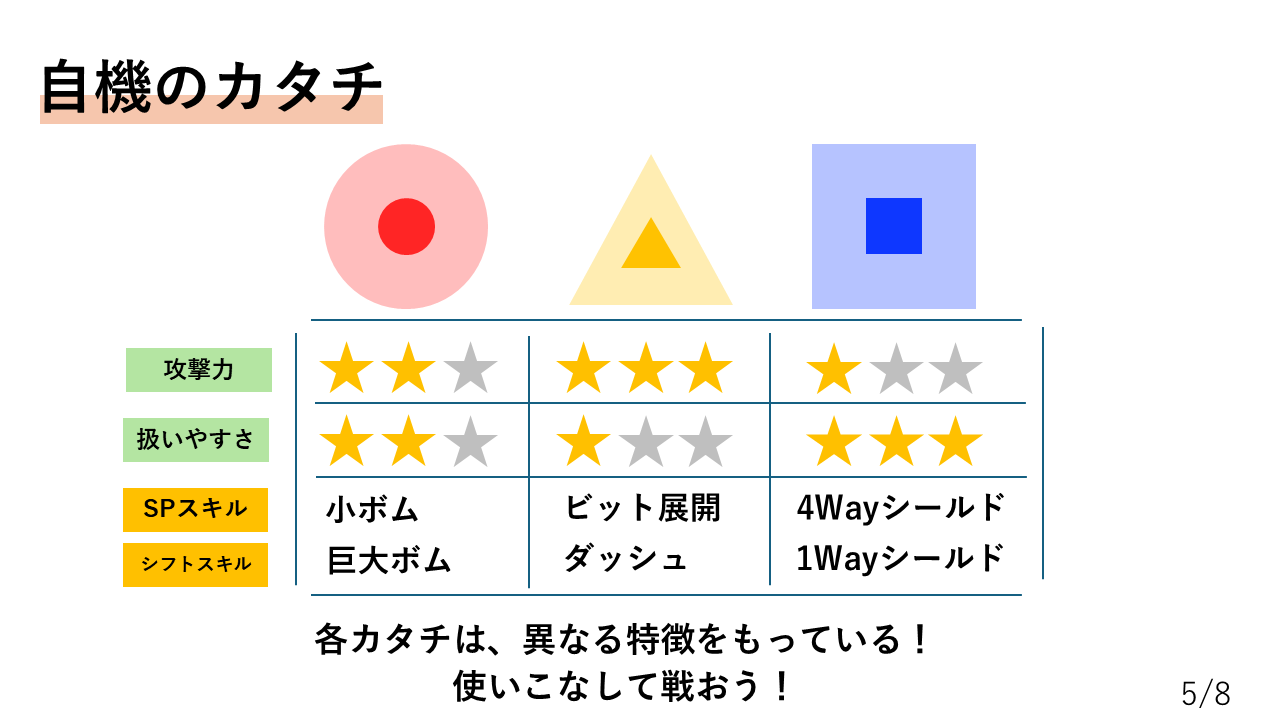 自機のカタチ
攻撃力
扱いやすさ
SPスキル 小ボム ビット展開 4Wayシールド
シフトスキル 巨大ボム ダッシュ 1Wayシールド
各カタチは、異なる特徴をもっている！
使いこなして戦おう！
5/8